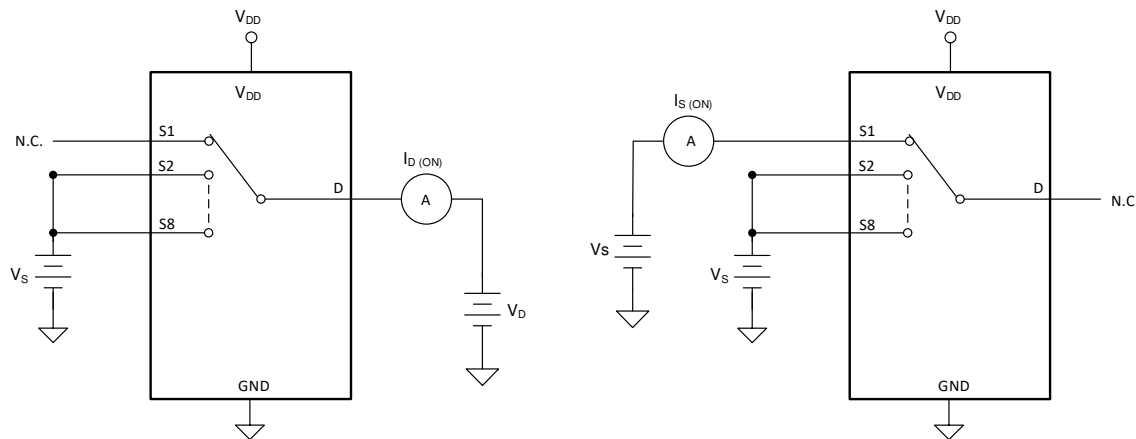 VDD
VDD
N.C.
S1
S2
S8
D
ID (ON)
A
VS
VD
GND
VDD
VDD
IS (ON)
A
S1
S2
S8
D
N.C
Vs
VS
GND